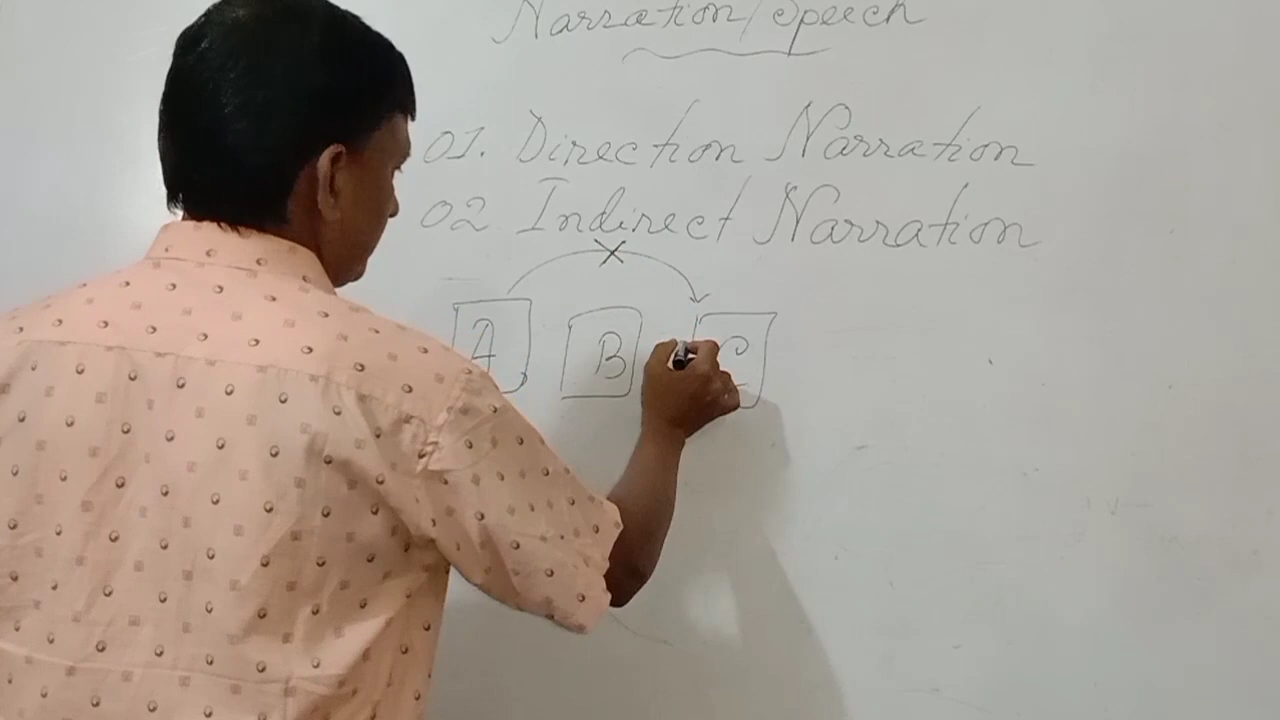 Narration/Speech
01. Direction Narration
02 Indirect Narration
A B C